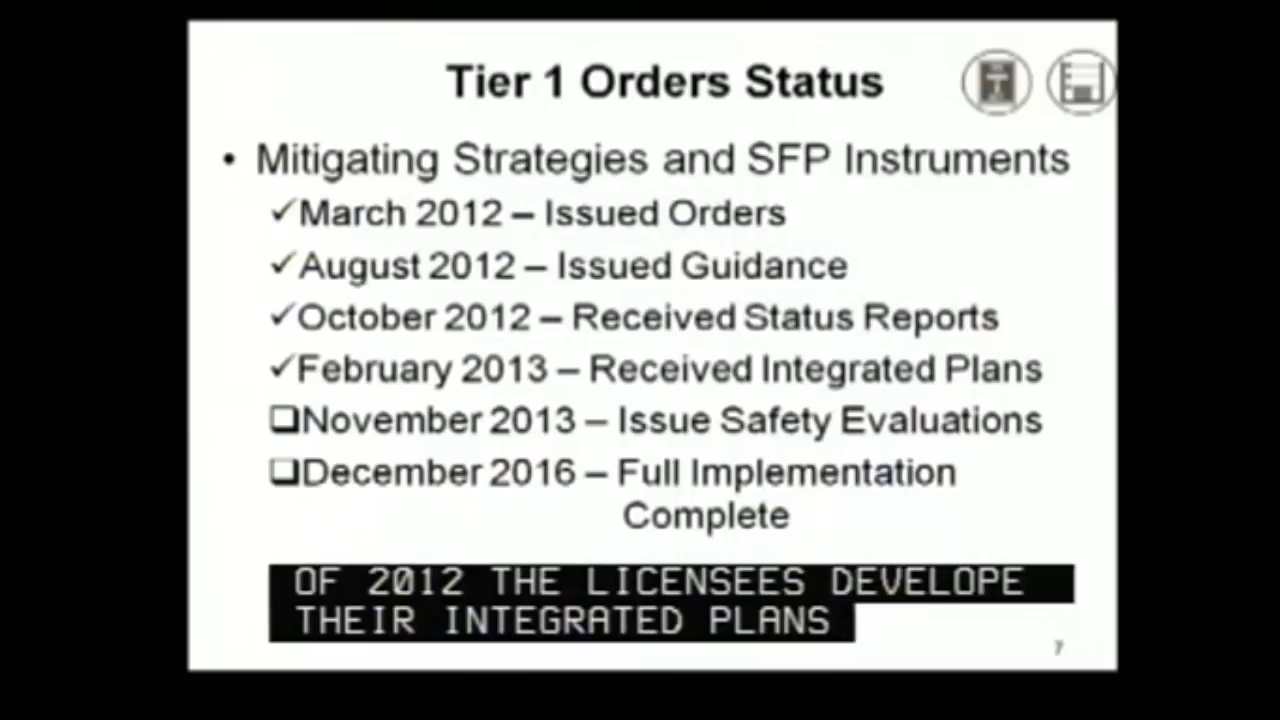 Tier 1 Orders Status
• Mitigating Strategies and SFP Instruments
✓March 2012 – Issued Orders
✓August 2012 – Issued Guidance
✓October 2012 – Received Status Reports
✓February 2013 – Received Integrated Plans
❑November 2013 – Issue Safety Evaluations
❑December 2016 – Full Implementation
Complete
OF 2012 THE LICENSEES DEVELOPE
THEIR INTEGRATED PLANS
7